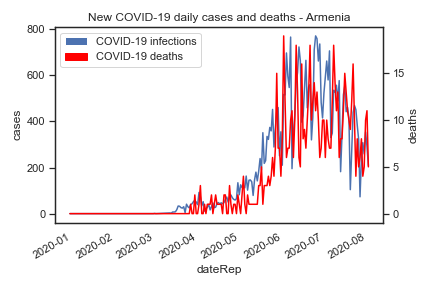 New COVID-19 daily cases and deaths - Armenia
COVID-19 infections
COVID-19 deaths
800
600
400
200
0
cases
15
10
5
0
deaths
2020-01
2020-02
2020-03
2020-04
2020-05
2020-06
2020-07
2020-08
dateRep